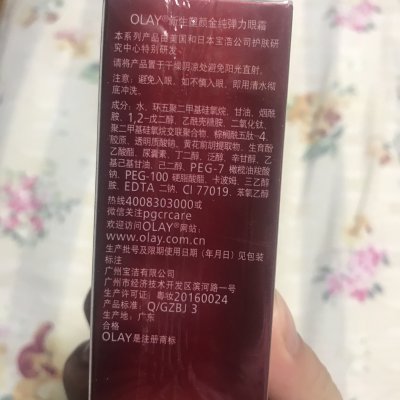 OLAY®新生塑颜金纯弹力眼霜
本系列产品是美国和日本宝洁公司护肤研
究中心特别研发。
请将产品置于干燥阴凉处避免阳光直射。
注意：避免入眼，如不慎入眼，即用清水彻
底冲洗。
成分：水、环五聚二甲基硅氧烷、甘油、烟酰
胺、1,2-戊二醇、乙酰壳糖胺、二氧化钛、
聚二甲基硅氧烷交联聚合物、棕榈酰五肽-4、
胶原、透明质酸钠、黄花前胡提取物、生育酚
乙酸酯、尿囊素、丁二醇、泛醇、辛甘醇、乙
基己基甘油、己二醇、PEG-7 橄榄油羧酸
钠、PEG-100 硬脂酸酯、卡波姆、三乙醇
胺、EDTA 二钠、CI 77019、苯氧乙醇
热线4008303000或
微信关注pgcrcare
欢迎访问OLAY®网站：
www.olay.com.cn
生产批号及限期使用日期（年月日）见包装
标注
广州宝洁有限公司
广州市经济技术开发区滨河路一号
生产许可证：粤妆20160024
产品标准：Q/GZBJ 3
生产地：广东
合格
OLAY是注册商标